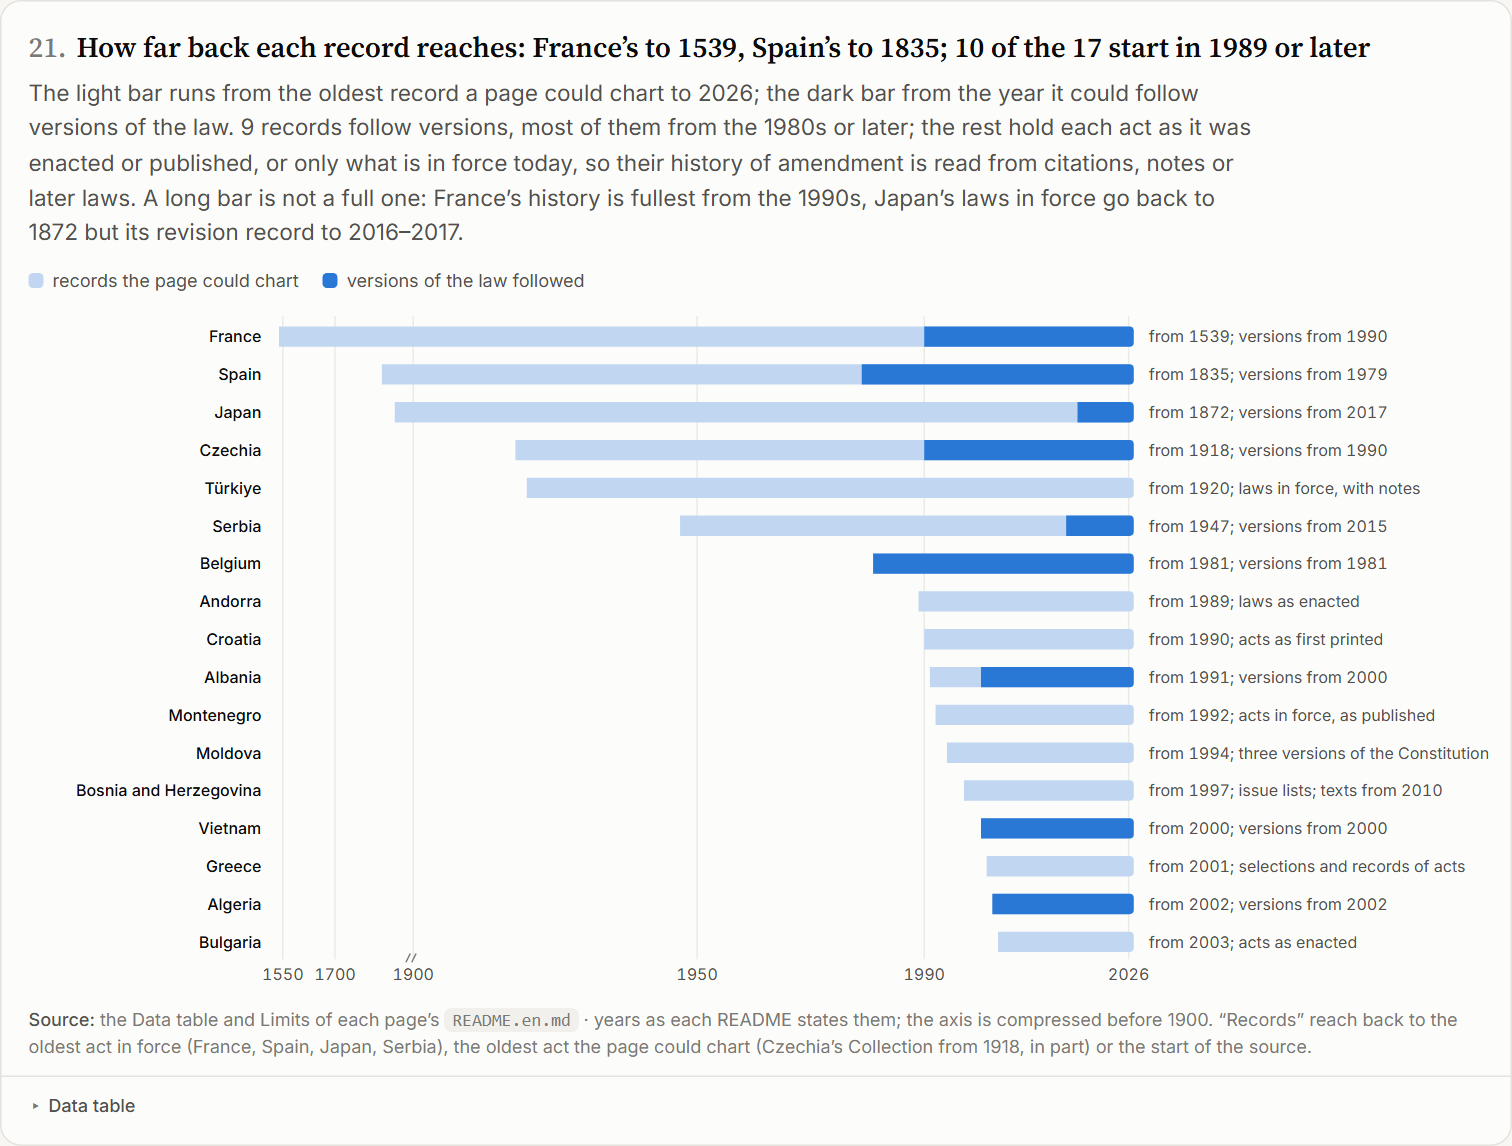 21. How far back each record reaches: France’s to 1539, Spain’s to 1835; 10 of the 17 start in 1989 or later
The light bar runs from the oldest record a page could chart to 2026; the dark bar from the year it could follow
versions of the law. 9 records follow versions, most of them from the 1980s or later; the rest hold each act as it was
enacted or published, or only what is in force today, so their history of amendment is read from citations, notes or
later laws. A long bar is not a full one: France’s history is fullest from the 1990s, Japan’s laws in force go back to
1872 but its revision record to 2016–2017.
records the page could chart versions of the law followed
France from 1539; versions from 1990
Spain from 1835; versions from 1979
Japan from 1872; versions from 2017
Czechia from 1918; versions from 1990
Türkiye from 1920; laws in force, with notes
Serbia from 1947; versions from 2015
Belgium from 1981; versions from 1981
Andorra from 1989; laws as enacted
Croatia from 1990; acts as first printed
Albania from 1991; versions from 2000
Montenegro from 1992; acts in force, as published
Moldova from 1994; three versions of the Constitution
Bosnia and Herzegovina from 1997; issue lists; texts from 2010
Vietnam from 2000; versions from 2000
Greece from 2001; selections and records of acts
Algeria from 2002; versions from 2002
Bulgaria from 2003; acts as enacted
//
1550 1700 1900 1950 1990 2026
Source: the Data table and Limits of each page’s README.en.md · years as each README states them; the axis is compressed before 1900. “Records” reach back to the
oldest act in force (France, Spain, Japan, Serbia), the oldest act the page could chart (Czechia’s Collection from 1918, in part) or the start of the source.
▸ Data table